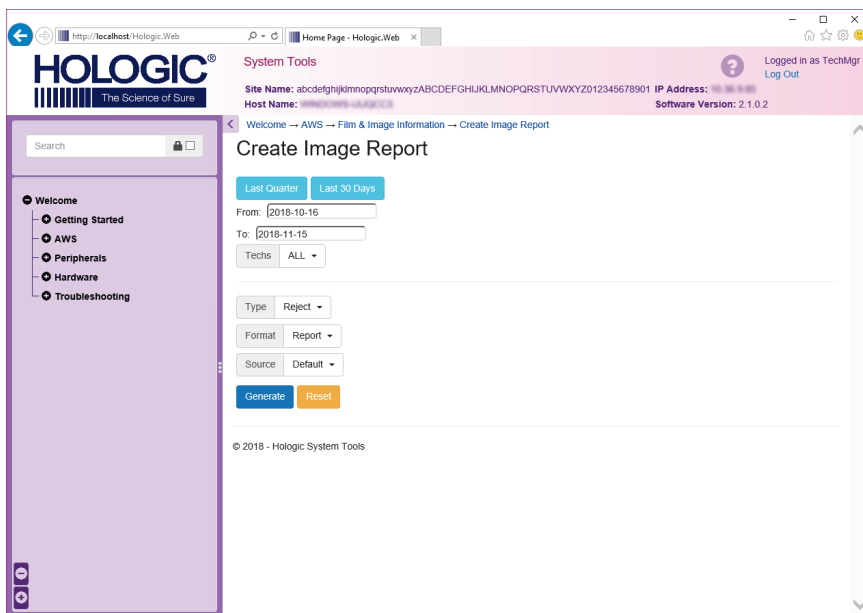 http://localhost/Hologic.Web
Home Page - Hologic.Web
HOLOGIC®
The Science of Sure
System Tools
Logged in as TechMgr
Log Out
Site Name: abcdefghijklmnopqrstuvwxyzABCDEFGHIJKLMNOPQRSTUVWXYZ012345678901 IP Address:
Host Name:
Software Version: 2.1.0.2
Search
Welcome → AWS → Film & Image Information → Create Image Report
Create Image Report
Last Quarter Last 30 Days
From: 2018-10-16
To: 2018-11-15
Techs ALL
Welcome
Getting Started
AWS
Peripherals
Hardware
Troubleshooting
Type Reject
Format Report
Source Default
Generate Reset
© 2018 - Hologic System Tools